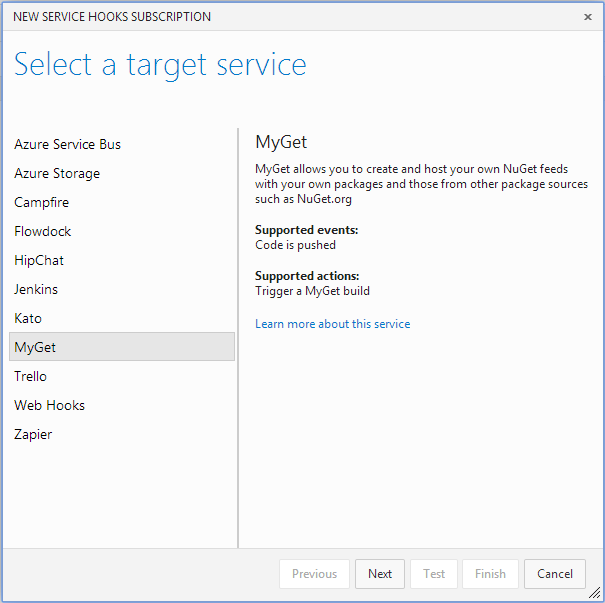 NEW SERVICE HOOKS SUBSCRIPTION
Select a target service
Azure Service Bus
Azure Storage
Campfire
Flowdock
HipChat
Jenkins
Kato
MyGet
Trello
Web Hooks
Zapier
MyGet
MyGet allows you to create and host your own NuGet feeds
with your own packages and those from other package sources
such as NuGet.org
Supported events:
Code is pushed
Supported actions:
Trigger a MyGet build
Learn more about this service
Previous
Next
Test
Finish
Cancel